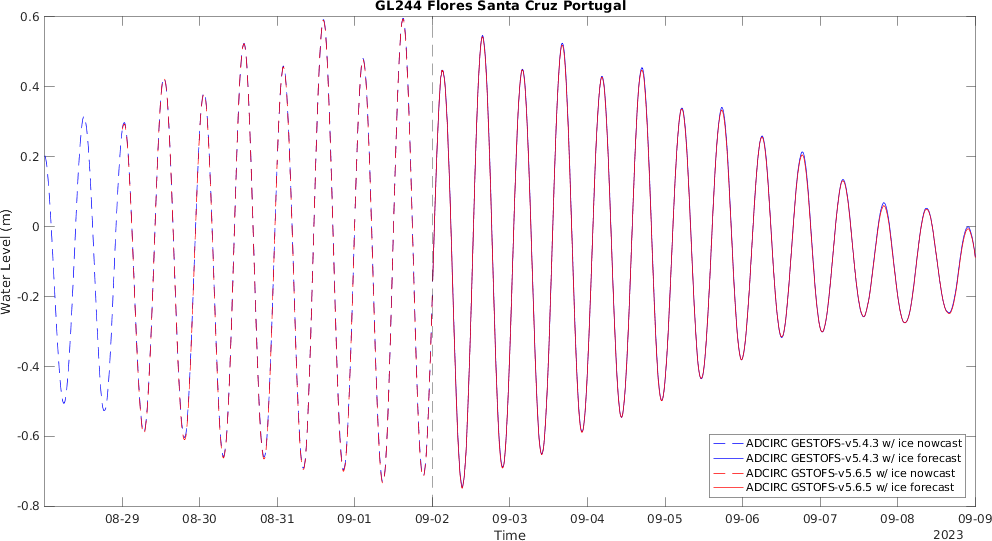 GL244 Flores Santa Cruz Portugal
Water Level (m)
0.6
0.4
0.2
0
-0.2
-0.4
-0.6
-0.8
ADCIRC GESTOFS-v5.4.3 w/ ice nowcast
ADCIRC GESTOFS-v5.4.3 w/ ice forecast
ADCIRC GSTOFS-v5.6.5 w/ ice nowcast
ADCIRC GSTOFS-v5.6.5 w/ ice forecast
08-29 08-30 08-31 09-01 09-02 09-03 09-04 09-05 09-06 09-07 09-08 09-09
Time
2023